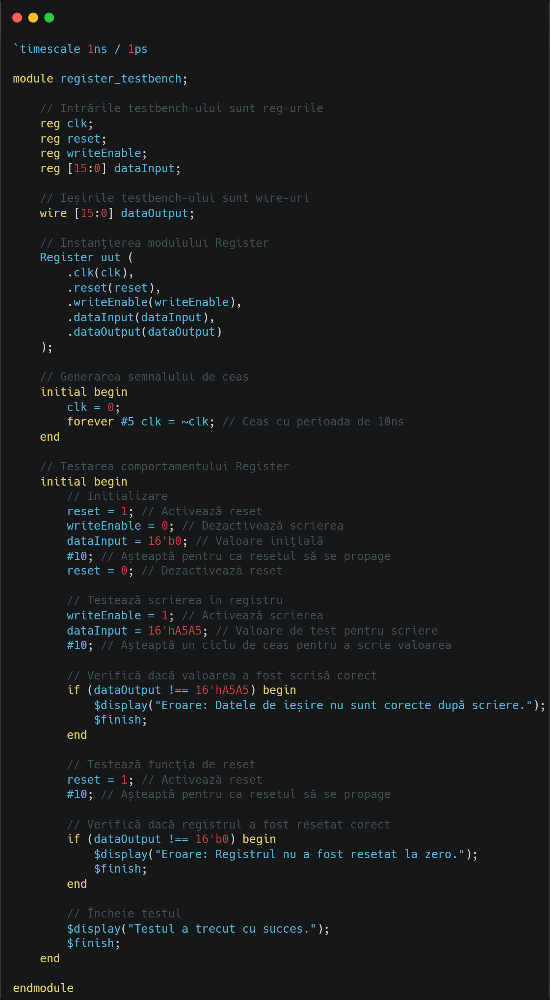 `timescale 1ns / 1ps

module register_testbench;

    // Intrările testbench-ului sunt reg-urile
    reg clk;
    reg reset;
    reg writeEnable;
    reg [15:0] dataInput;

    // Ieșirile testbench-ului sunt wire-uri
    wire [15:0] dataOutput;

    // Instanţierea modulului Register
    Register uut (
        .clk(clk),
        .reset(reset),
        .writeEnable(writeEnable),
        .dataInput(dataInput),
        .dataOutput(dataOutput)
    );

    // Generarea semnalului de ceas
    initial begin
        clk = 0;
        forever #5 clk = ~clk; // Ceas cu perioada de 10ns
    end

    // Testarea comportamentului Register
    initial begin
        // Initializare
        reset = 1; // Activează reset
        writeEnable = 0; // Dezactivează scrierea
        dataInput = 16'b0; // Valoare iniţială
        #10; // Așteaptă pentru ca resetul să se propage
        reset = 0; // Dezactivează reset

        // Testează scrierea în registru
        writeEnable = 1; // Activează scrierea
        dataInput = 16'hA5A5; // Valoare de test pentru scriere
        #10; // Așteaptă un ciclu de ceas pentru a scrie valoarea

        // Verifică dacă valoarea a fost scrisă corect
        if (dataOutput !== 16'hA5A5) begin
            $display("Eroare: Datele de ieșire nu sunt corecte după scriere.");
            $finish;
        end

        // Testează funcţia de reset
        reset = 1; // Activează reset
        #10; // Așteaptă pentru ca resetul să se propage

        // Verifică dacă registrul a fost resetat corect
        if (dataOutput !== 16'b0) begin
            $display("Eroare: Registrul nu a fost resetat la zero.");
            $finish;
        end

        // Încheie testul
        $display("Testul a trecut cu succes.");
        $finish;
    end

endmodule